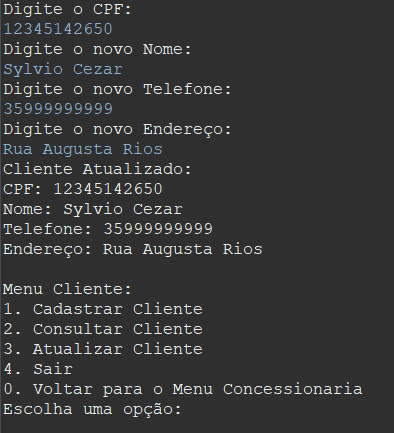 Digite o CPF:
12345142650
Digite o novo Nome:
Sylvio Cezar
Digite o novo Telefone:
35999999999
Digite o novo Endereço:
Rua Augusta Rios
Cliente Atualizado:
CPF: 12345142650
Nome: Sylvio Cezar
Telefone: 35999999999
Endereço: Rua Augusta Rios

Menu Cliente:
1. Cadastrar Cliente
2. Consultar Cliente
3. Atualizar Cliente
4. Sair
0. Voltar para o Menu Concessionaria
Escolha uma opção: